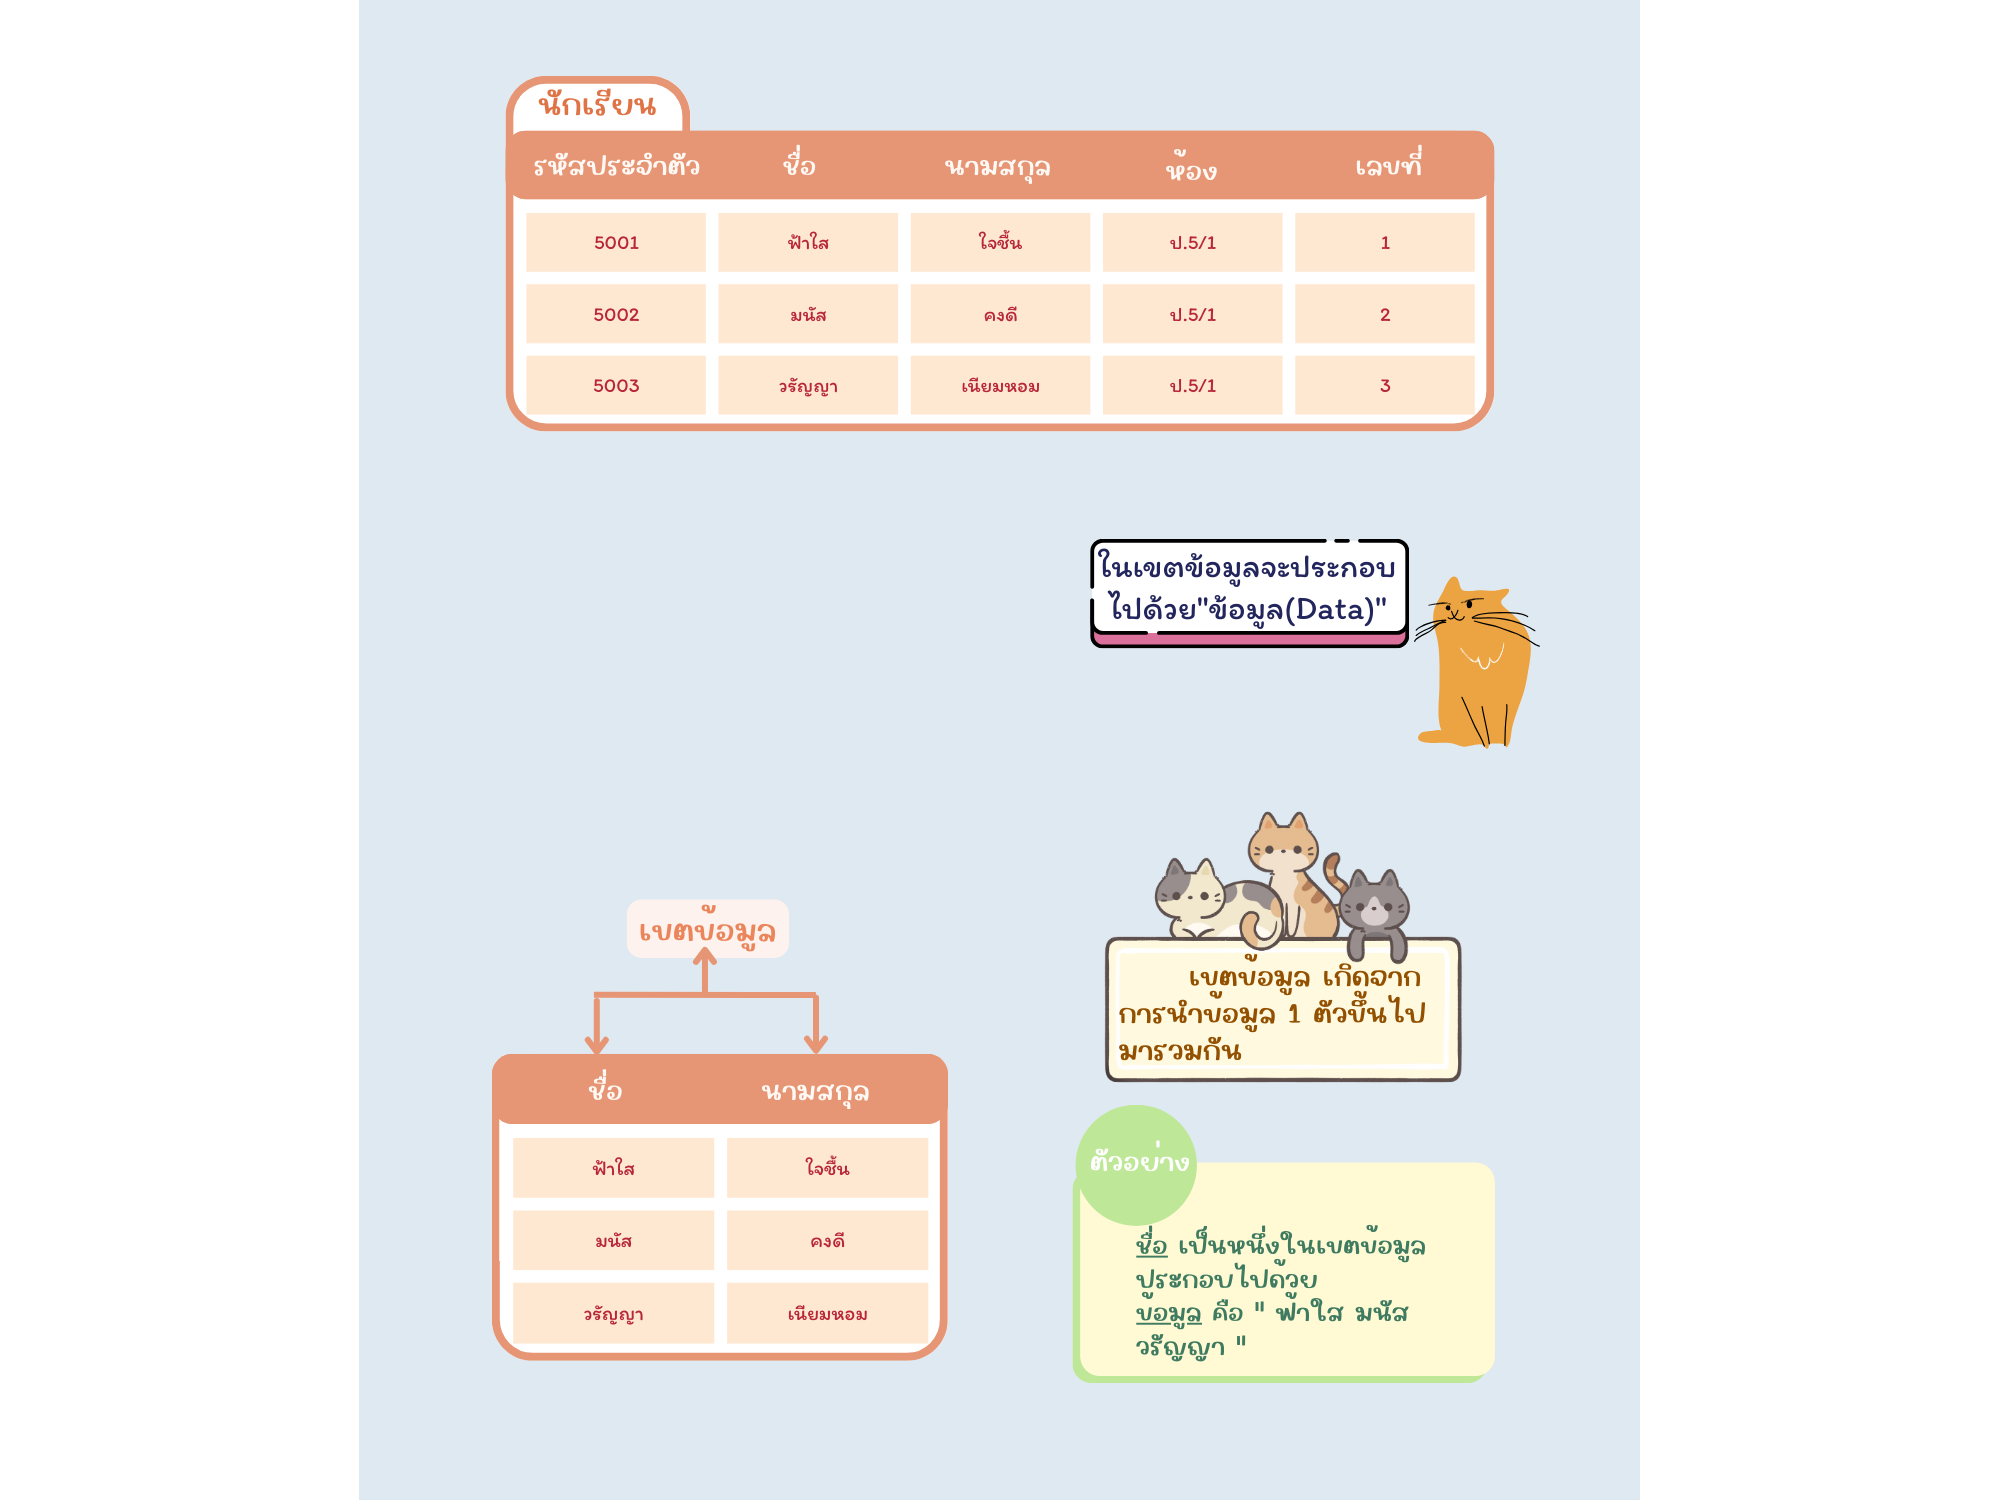 นักเรียน
รหัสประจำตัว ชื่อ นามสกุล ห้อง เลขที่
5001 ฟ้าใส ใจชื้น ป.5/1 1
5002 มนัส คงดี ป.5/1 2
5003 วรัญญา เนียมหอม ป.5/1 3
ในเขตข้อมูลจะประกอบ
ไปด้วย"ข้อมูล(Data)"
เขตข้อมูล
ชื่อ นามสกุล
ฟ้าใส ใจชื้น
มนัส คงดี
วรัญญา เนียมหอม
เขตข้อมูล เกิดจาก
การนำข้อมูล 1 ตัวขึ้นไป
มารวมกัน
ตัวอย่าง
ชื่อ เป็นหนึ่งในเขตข้อมูล
ประกอบไปด้วย
ข้อมูล คือ " ฟ้าใส มนัส
วรัญญา "